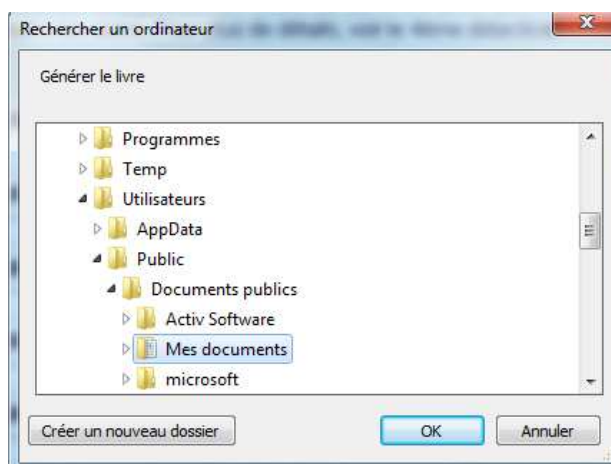 Rechercher un ordinateur
Générer le livre
Programmes
Temp
Utilisateurs
AppData
Public
Documents publics
Activ Software
Mes documents
microsoft
Créer un nouveau dossier
OK
Annuler